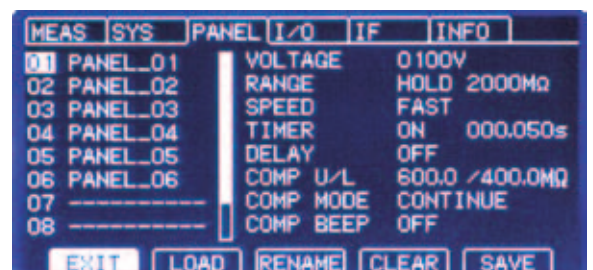 MEAS SYS PANEL I/O IF INFO
01 PANEL_01 VOLTAGE 0100V
02 PANEL_02 RANGE HOLD 2000MΩ
03 PANEL_03 SPEED FAST
04 PANEL_04 TIMER ON 000.050s
05 PANEL_05 DELAY OFF
06 PANEL_06 COMP U/L 600.0 /400.0MΩ
07 ---------- COMP MODE CONTINUE
08 ---------- COMP BEEP OFF
EXIT LOAD RENAME CLEAR SAVE